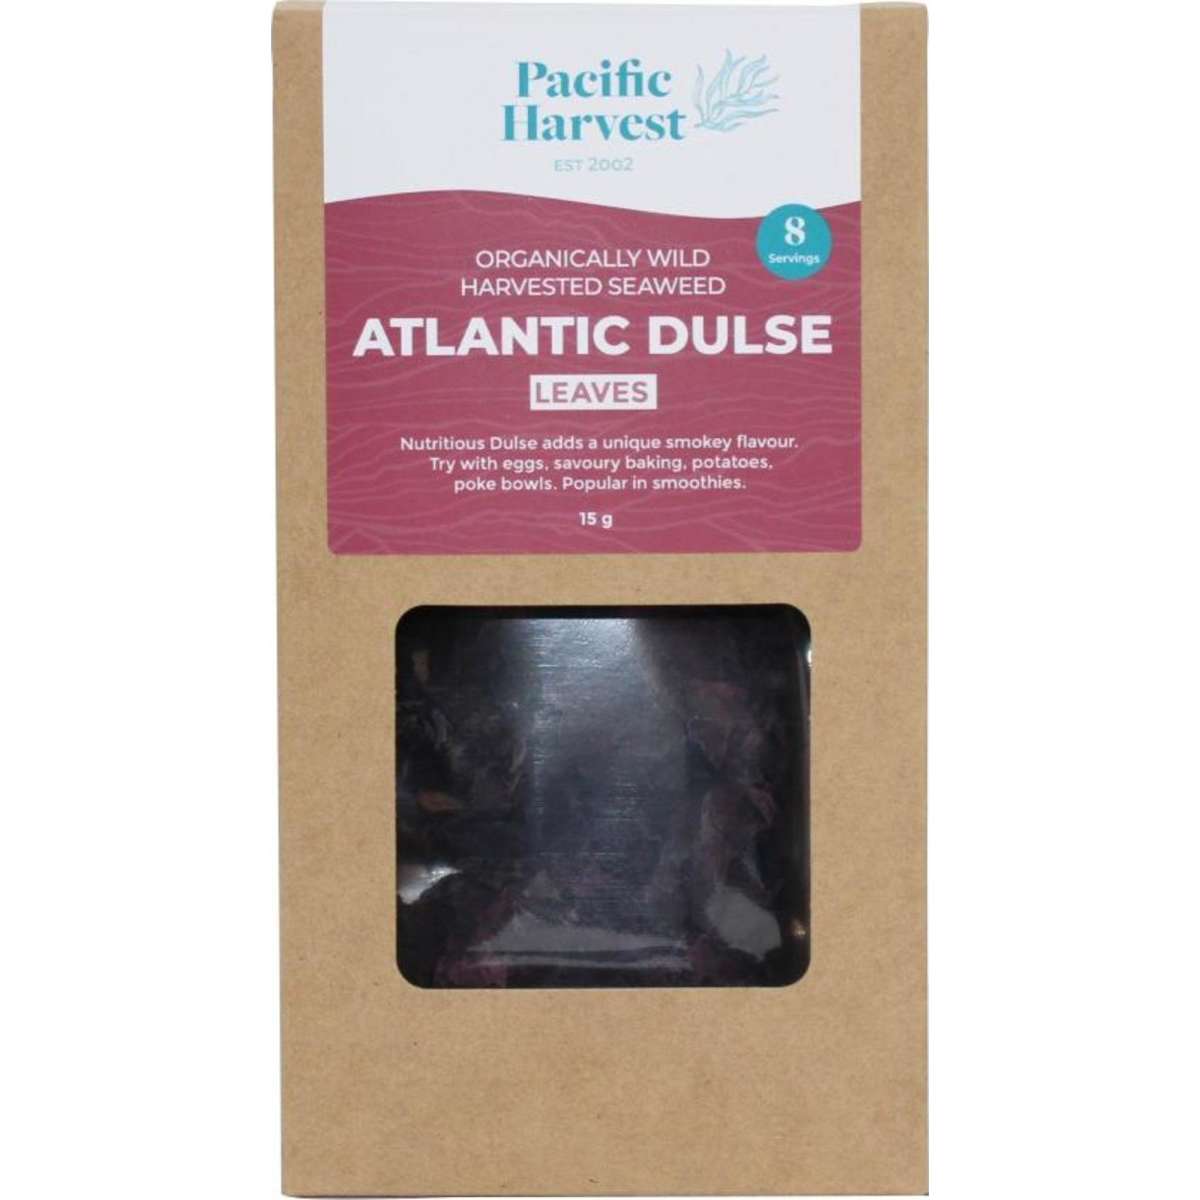 Pacific
Harvest
EST 2002
8
Servings
ORGANICALLY WILD
HARVESTED SEAWEED
ATLANTIC DULSE
LEAVES
Nutritious Dulse adds a unique smokey flavour.
Try with eggs, savoury baking, potatoes,
poke bowls. Popular in smoothies.
15 g